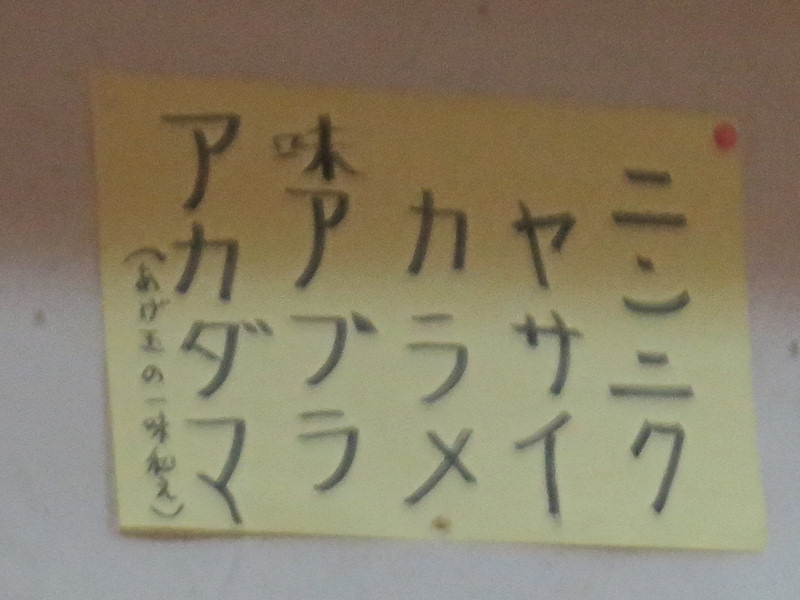 ニンニク
ヤサイ
カラメ
味アブラ
アカダマ
(あげ玉の一味和え)